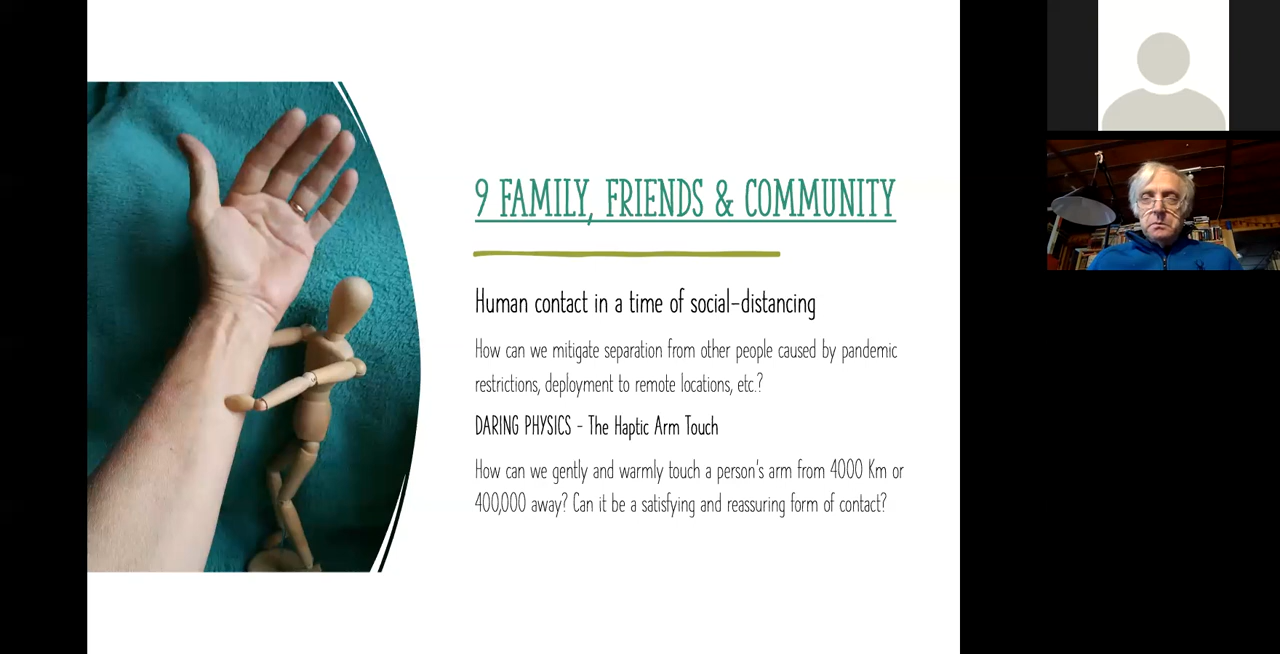 9 FAMILY, FRIENDS & COMMUNITY
Human contact in a time of social-distancing
How can we mitigate separation from other people caused by pandemic
restrictions, deployment to remote locations, etc.?
DARING PHYSICS - The Haptic Arm Touch
How can we gently and warmly touch a person's arm from 4000 Km or
400,000 away? Can it be a satisfying and reassuring form of contact?